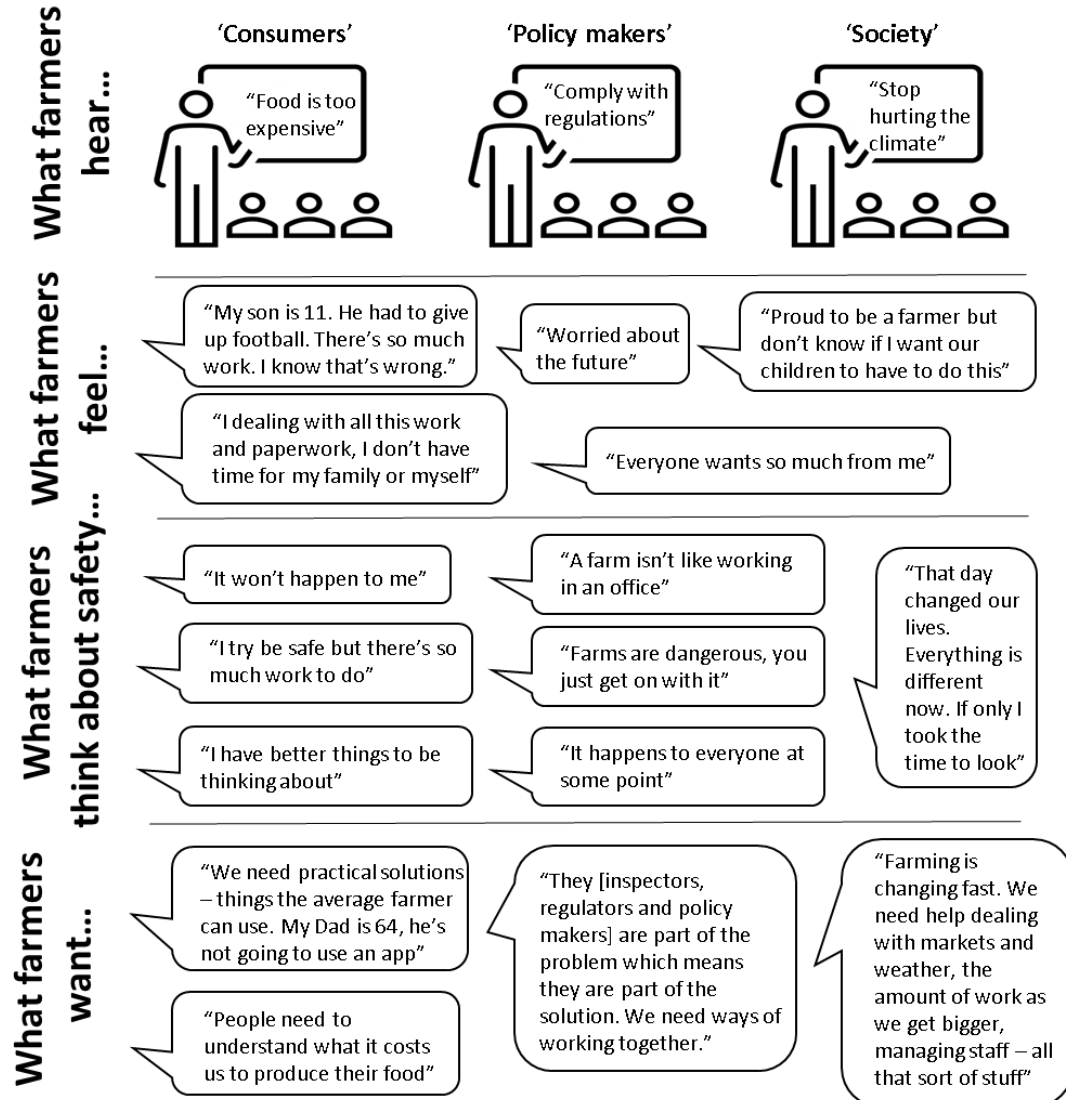 What farmers
hear...
‘Consumers’
‘Policy makers’
‘Society’
“Food is too
expensive”
“Comply with
regulations”
“Stop
hurting the
climate”
What farmers
feel...
“My son is 11. He had to give
up football. There’s so much
work. I know that’s wrong.”
“Worried about
the future”
“Proud to be a farmer but
don’t know if I want our
children to have to do this”
“I dealing with all this work
and paperwork, I don’t have
time for my family or myself”
“Everyone wants so much from me”
What farmers
think about safety...
“It won’t happen to me”
“A farm isn’t like working
in an office”
“I try be safe but there’s so
much work to do”
“Farms are dangerous, you
just get on with it”
“I have better things to be
thinking about”
“It happens to everyone at
some point”
“That day
changed our
lives.
Everything is
different
now. If only I
took the
time to look”
What farmers
want...
“We need practical solutions
– things the average farmer
can use. My Dad is 64, he’s
not going to use an app”
“People need to
understand what it costs
us to produce their food”
“They [inspectors,
regulators and policy
makers] are part of the
problem which means
they are part of the
solution. We need ways of
working together.”
“Farming is
changing fast. We
need help dealing
with markets and
weather, the
amount of work as
we get bigger,
managing staff – all
that sort of stuff”